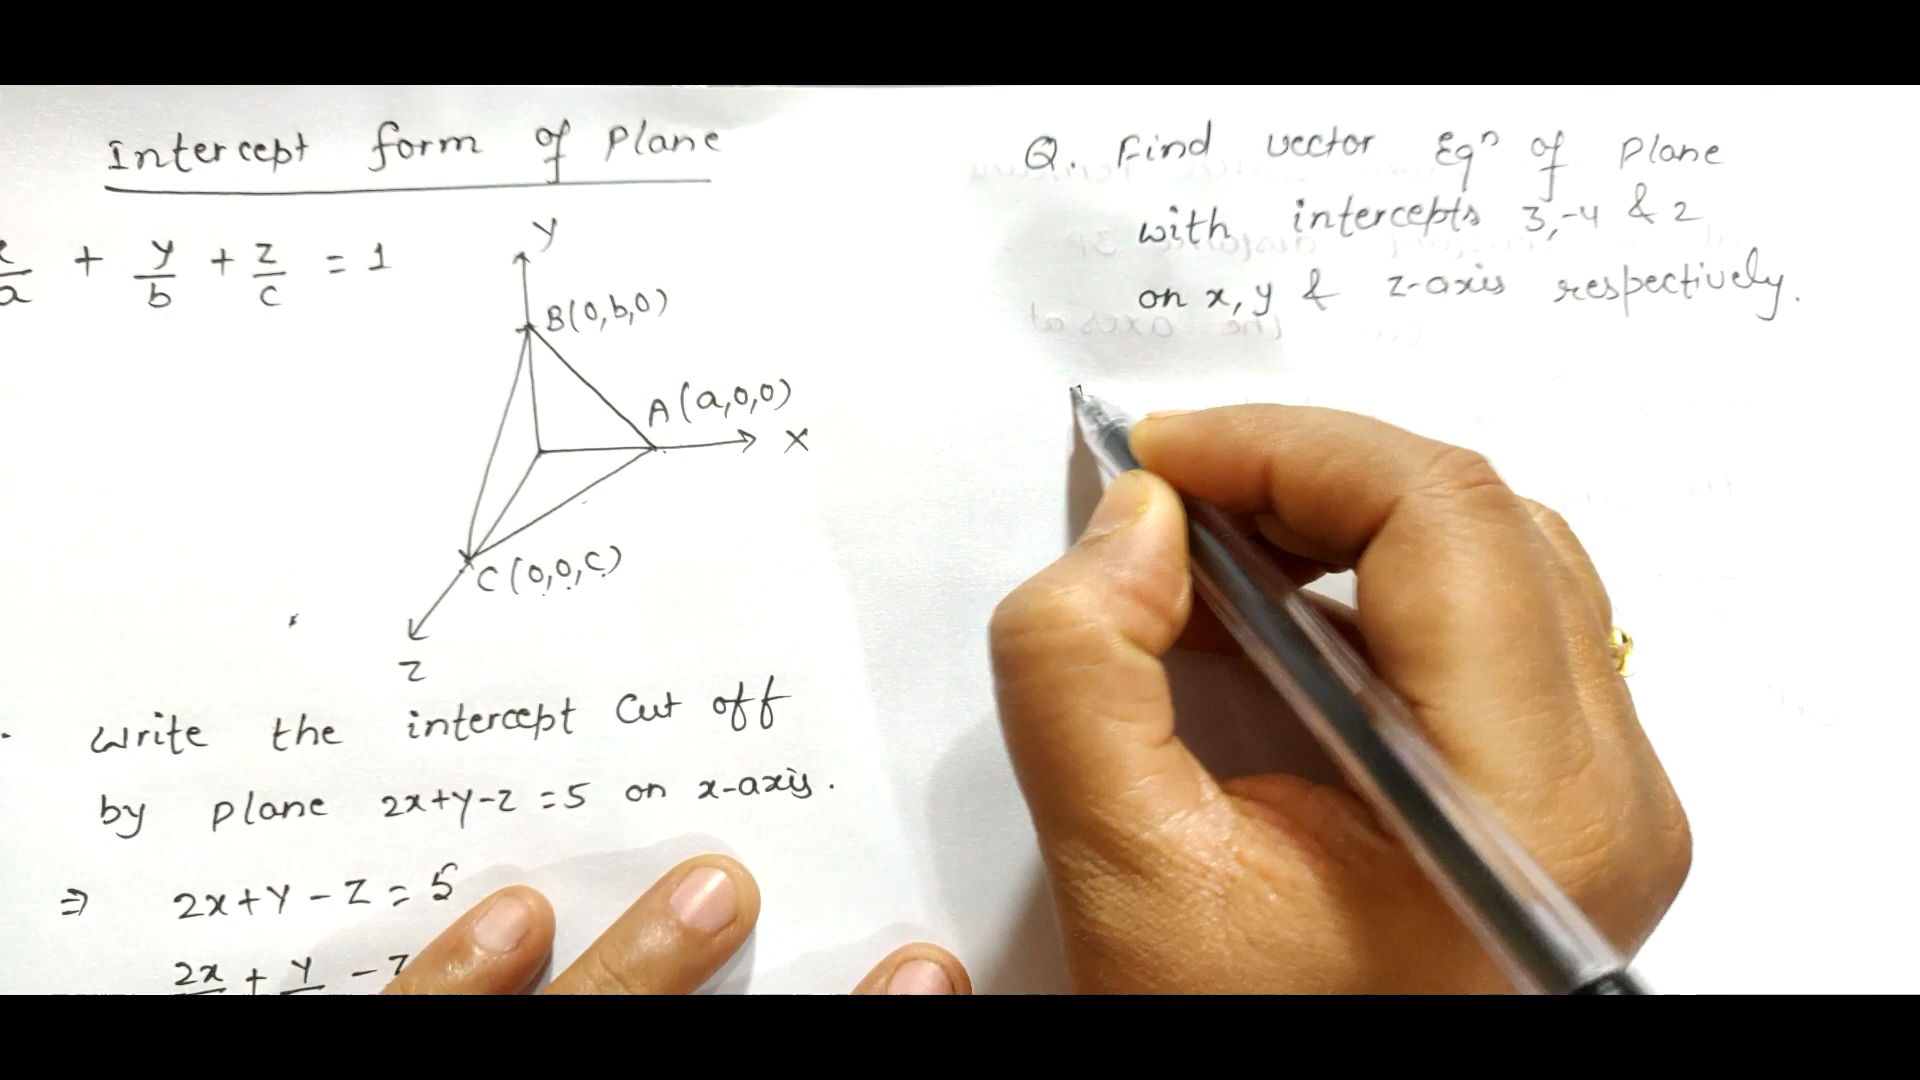 Intercept form of Plane
x/a + y/b + z/c = 1
Y
B(0,b,0)
A(a,0,0)
X
C(0,0,c)
Z
Write the intercept cut off
by plane 2x+y-z=5 on x-axis.
⇒ 2x+y-z=5
2x + y - z
Q. Find vector Eqⁿ of plane
with intercepts 3,-4 & 2
on x, y & z-axis respectively.